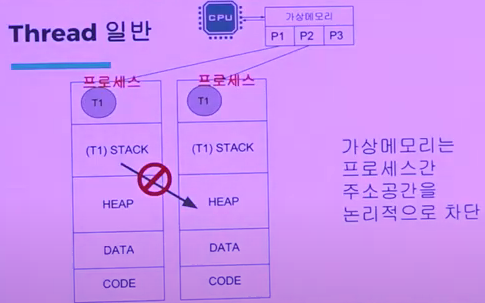 Thread 일반
CPU
가상메모리
P1 P2 P3
프로세스 프로세스
T1 T1
(T1) STACK (T1) STACK
HEAP HEAP
DATA DATA
CODE CODE
가상메모리는
프로세스간
주소공간을
논리적으로 차단